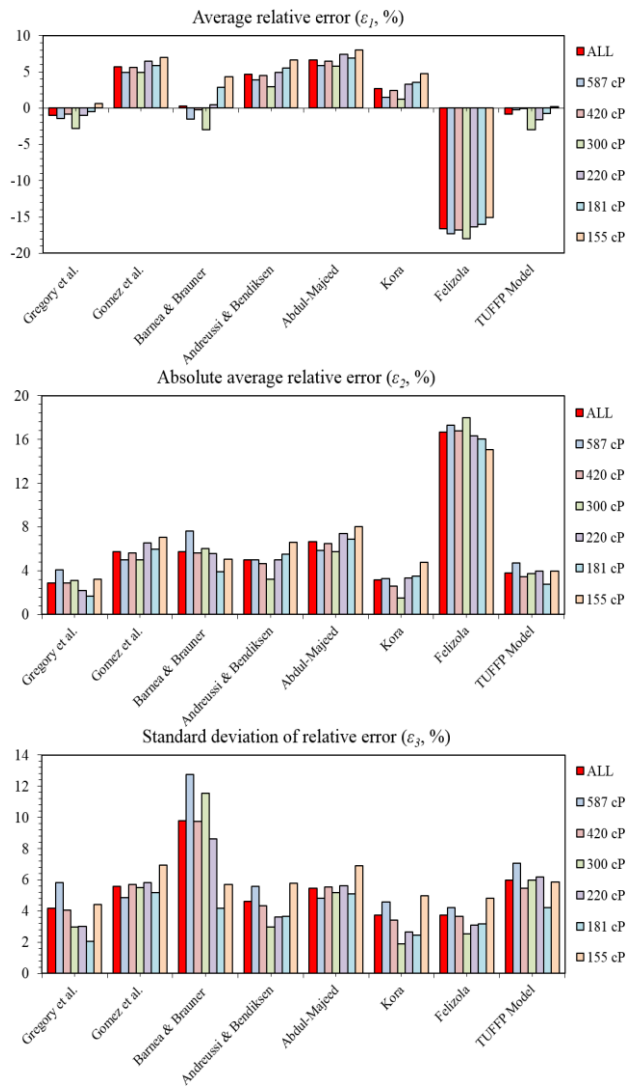 Average relative error (ε1, %)
10
5
0
-5
-10
-15
-20
Gregory et al.
Gomez et al.
Barnea & Brauner
Andreussi & Bendiksen
Abdul-Majeed
Kora
Felizola
TUFFP Model
ALL
587 cP
420 cP
300 cP
220 cP
181 cP
155 cP
Absolute average relative error (ε2, %)
20
16
12
8
4
0
Gregory et al.
Gomez et al.
Barnea & Brauner
Andreussi & Bendiksen
Abdul-Majeed
Kora
Felizola
TUFFP Model
ALL
587 cP
420 cP
300 cP
220 cP
181 cP
155 cP
Standard deviation of relative error (ε3, %)
14
12
10
8
6
4
2
0
Gregory et al.
Gomez et al.
Barnea & Brauner
Andreussi & Bendiksen
Abdul-Majeed
Kora
Felizola
TUFFP Model
ALL
587 cP
420 cP
300 cP
220 cP
181 cP
155 cP